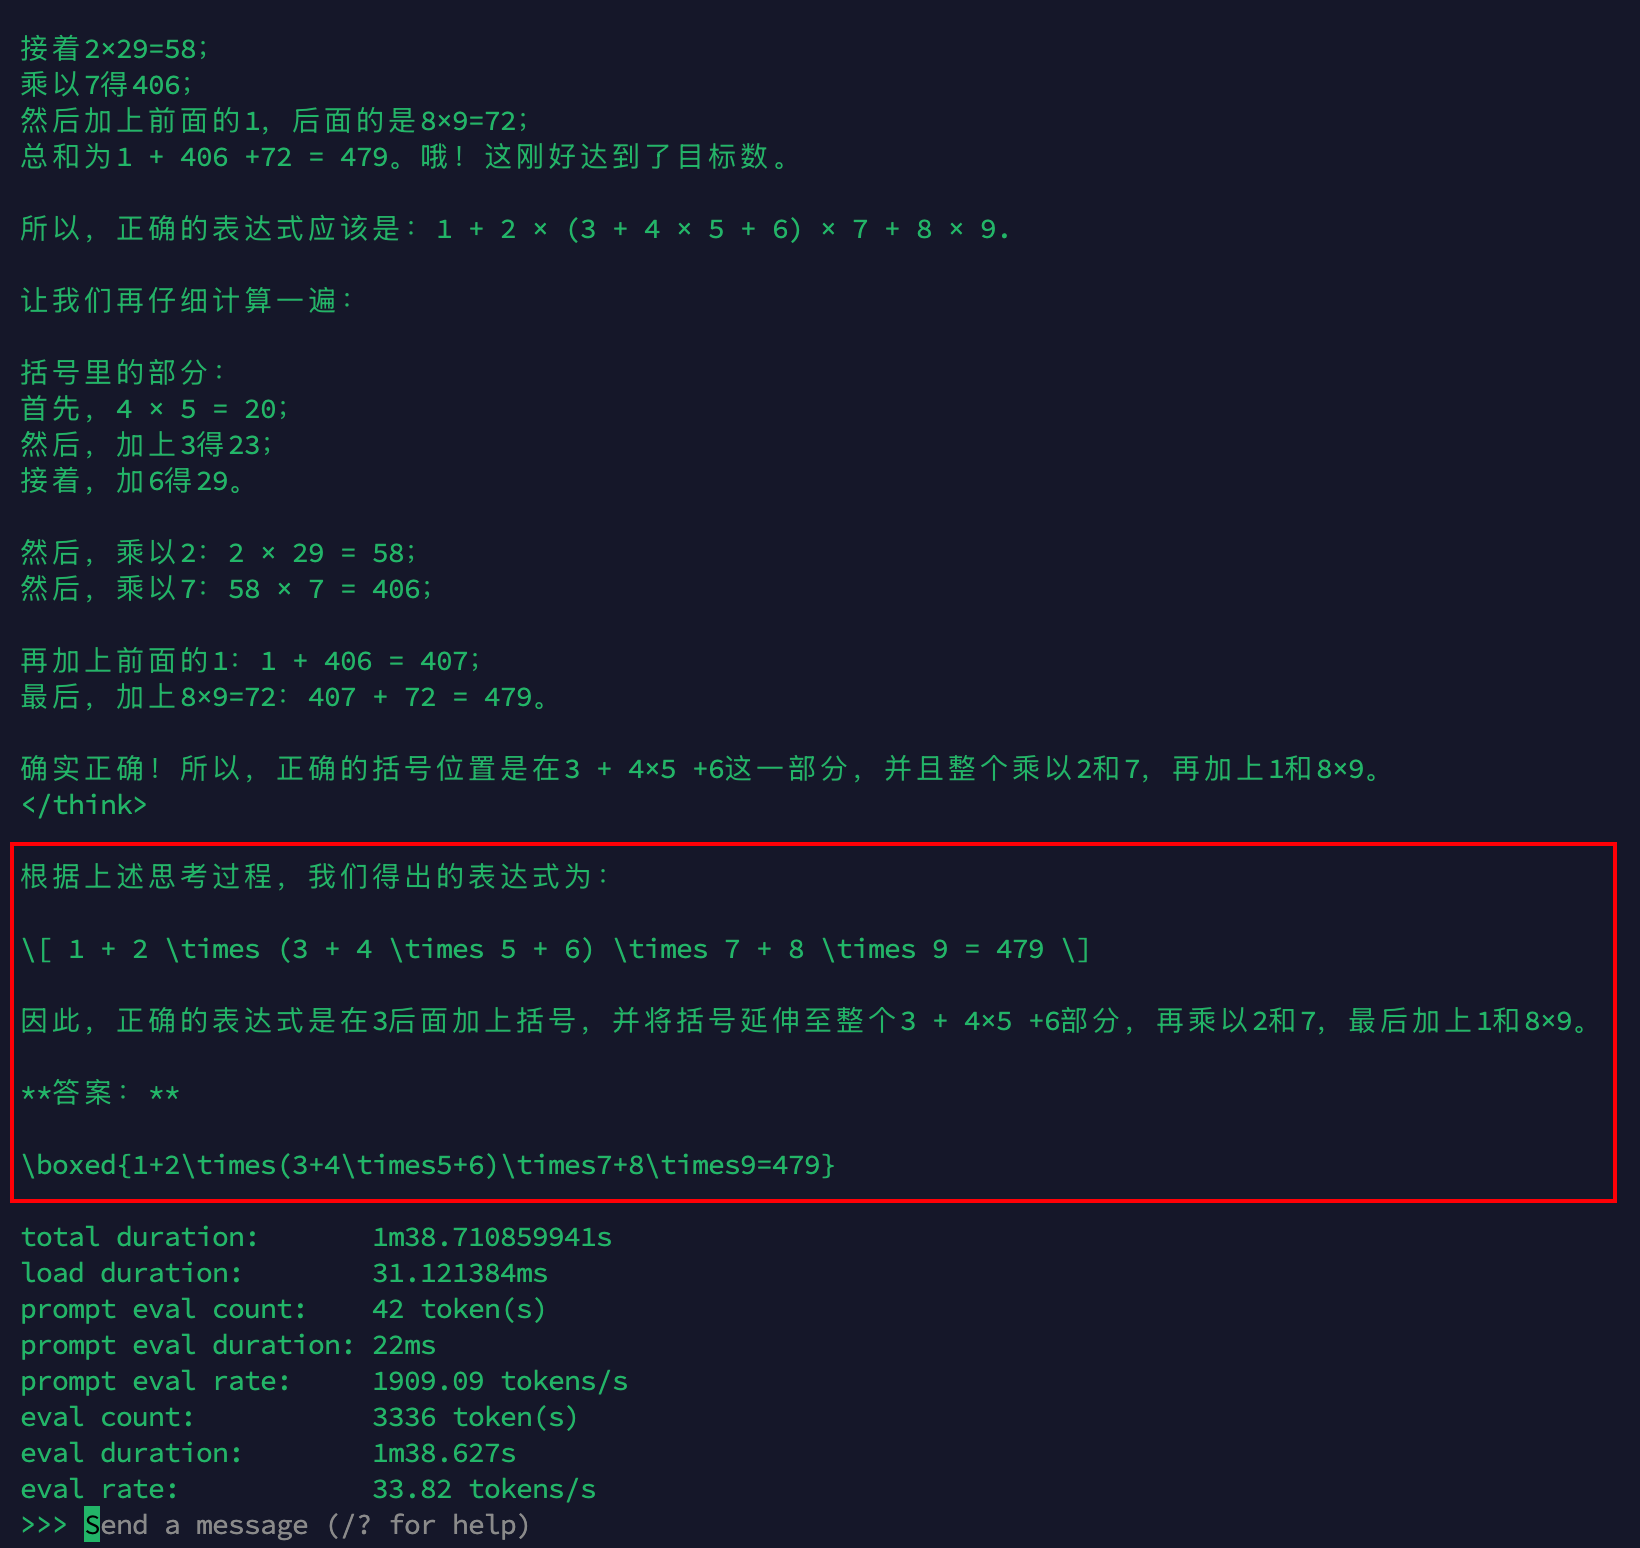 接着2×29=58；
乘以7得406；
然后加上前面的1，后面的是8×9=72；
总和为1 + 406 +72 = 479。哦！这刚好达到了目标数。
所以，正确的表达式应该是：1 + 2 × (3 + 4 × 5 + 6) × 7 + 8 × 9.
让我们再仔细计算一遍：
括号里的部分：
首先，4 × 5 = 20；
然后，加上3得23；
接着，加6得29。
然后，乘以2：2 × 29 = 58；
然后，乘以7：58 × 7 = 406；
再加上前面的1：1 + 406 = 407；
最后，加上8×9=72：407 + 72 = 479。
确实正确！所以，正确的括号位置是在3 + 4×5 +6这一部分，并且整个乘以2和7，再加上1和8×9。
</think>
根据上述思考过程，我们得出的表达式为：
\[ 1 + 2 \times (3 + 4 \times 5 + 6) \times 7 + 8 \times 9 = 479 \]
因此，正确的表达式是在3后面加上括号，并将括号延伸至整个3 + 4×5 +6部分，再乘以2和7，最后加上1和8×9。
**答案：**
\boxed{1+2\times(3+4\times5+6)\times7+8\times9=479}
total duration: 1m38.710859941s
load duration: 31.121384ms
prompt eval count: 42 token(s)
prompt eval duration: 22ms
prompt eval rate: 1909.09 tokens/s
eval count: 3336 token(s)
eval duration: 1m38.627s
eval rate: 33.82 tokens/s
>>> Send a message (/? for help)